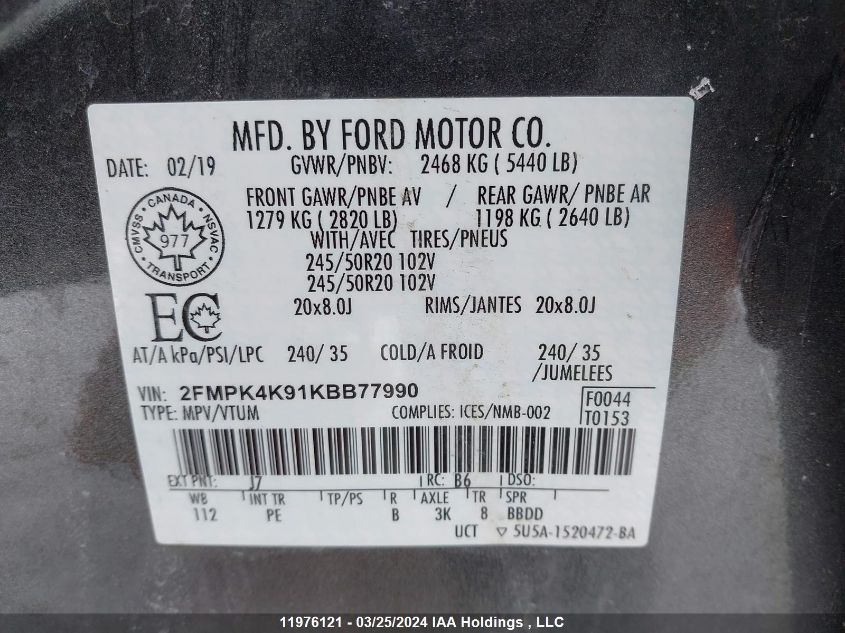 MFD. BY FORD MOTOR CO.
DATE: 02/19 GVWR/PNBV: 2468 KG ( 5440 LB)
FRONT GAWR/PNBE AV / REAR GAWR/ PNBE AR
1279 KG ( 2820 LB) 1198 KG ( 2640 LB)
WITH/AVEC TIRES/PNEUS
245/50R20 102V
245/50R20 102V
20x8.0J RIMS/JANTES 20x8.0J
CANADA
CMVSS NSVAC
977
TRANSPORT
EC
AT/A kPa/PSI/LPC 240/ 35 COLD/A FROID 240/ 35
/JUMELEES
VIN: 2FMPK4K91KBB77990 F0044
TYPE: MPV/VTUM COMPLIES: ICES/NMB-002 T0153
EXT PNT: J7 RC: B6 DSO:
WB INT TR TP/PS R AXLE TR SPR
112 PE B 3K 8 BBDD
UCT ▽ 5U5A-1520472-BA
11976121 - 03/25/2024 IAA Holdings , LLC